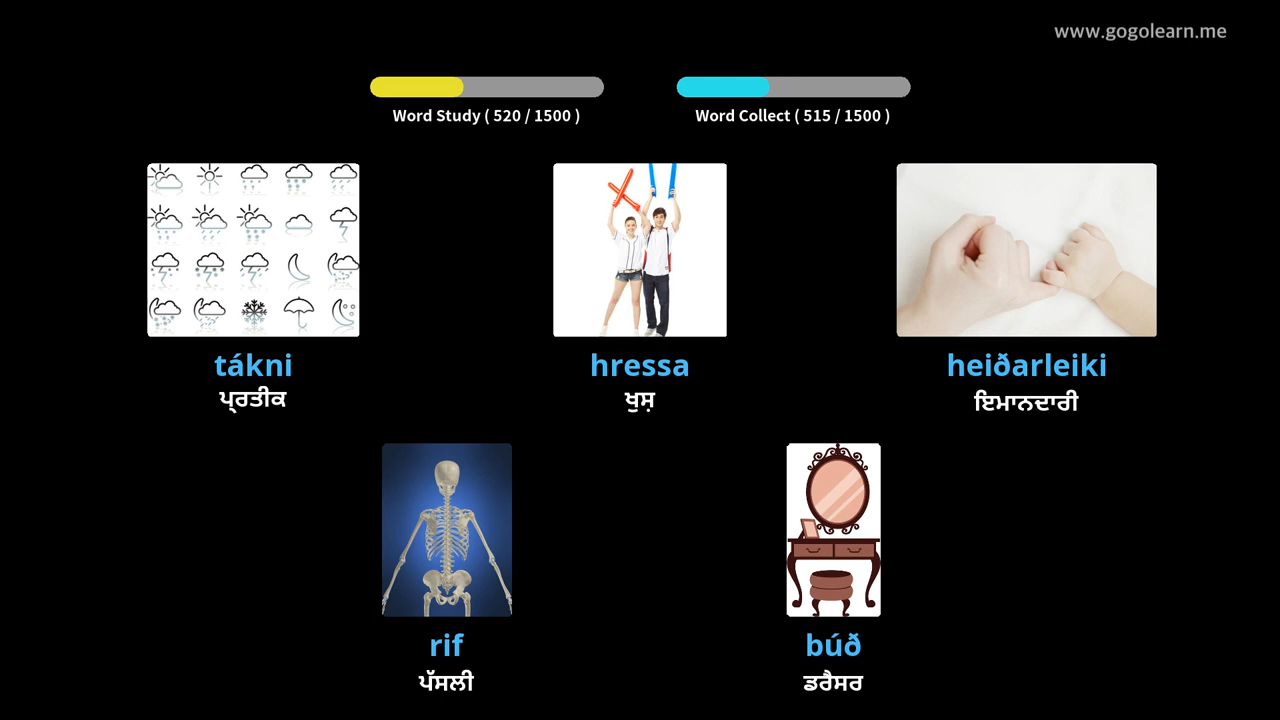 www.gogolearn.me
Word Study ( 520 / 1500 )
Word Collect ( 515 / 1500 )
tákni
ਪ੍ਰਤੀਕ
hressa
ਖੁਸ਼
heiðarleiki
ਇਮਾਨਦਾਰੀ
rif
ਪੱਸਲੀ
búð
ਡਰੈਸਰ